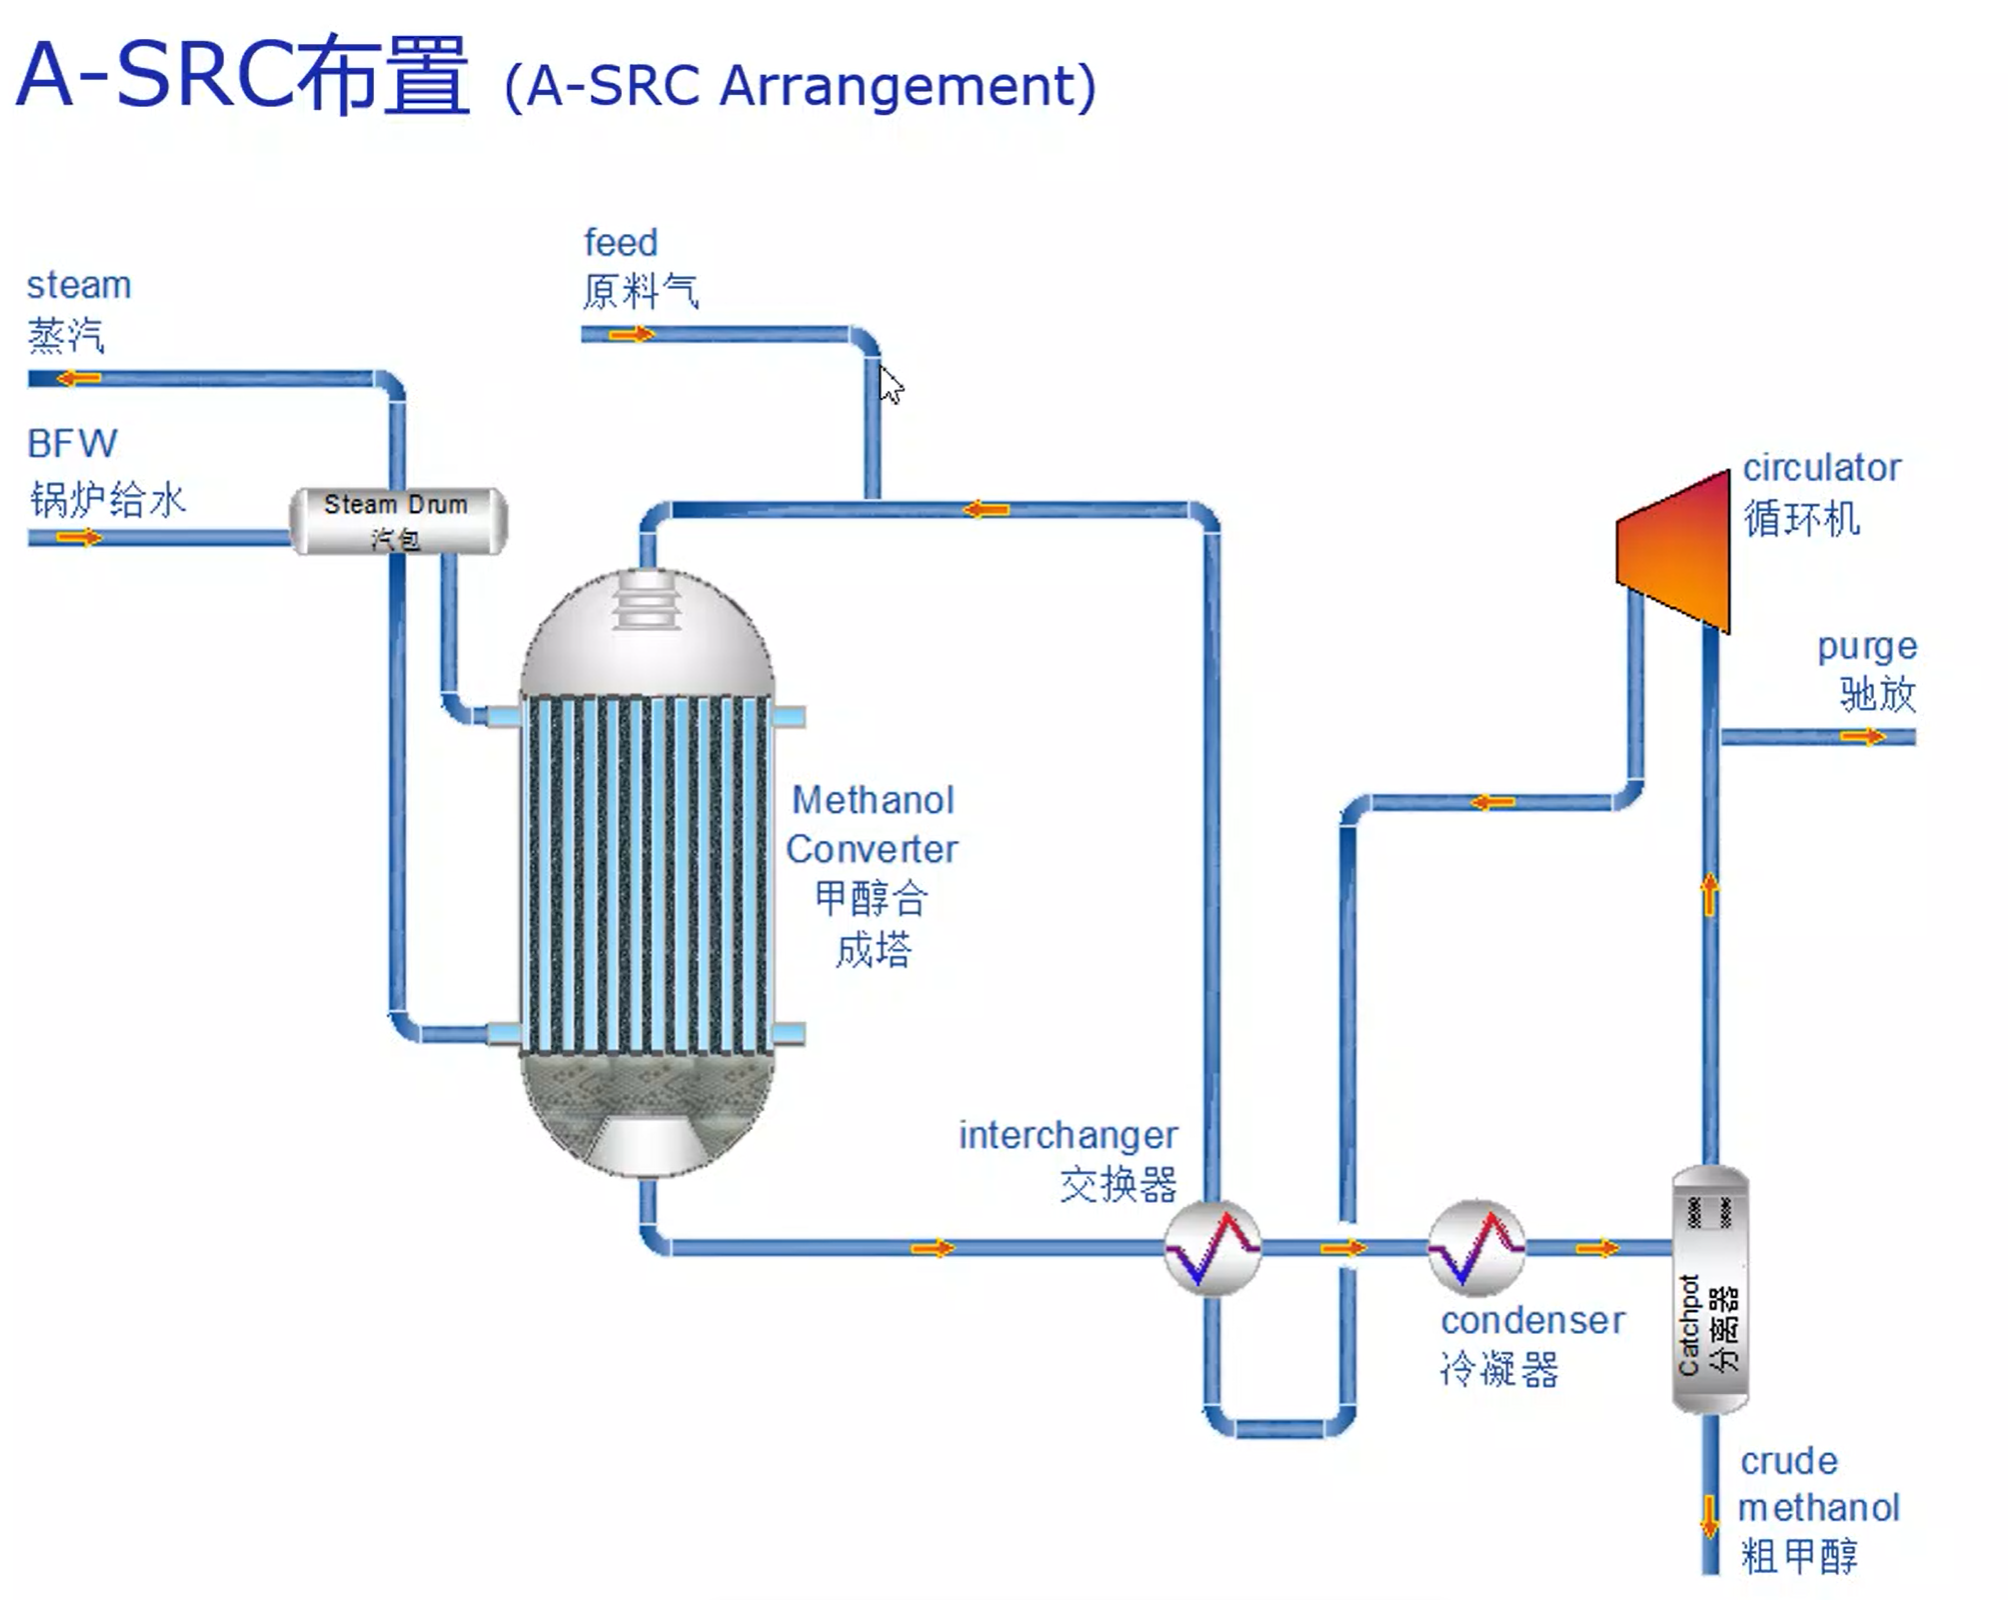 A-SRC布置 (A-SRC Arrangement)
feed
原料气
steam
蒸汽
BFW
锅炉给水
Steam Drum
汽包
circulator
循环机
purge
驰放
Methanol
Converter
甲醇合
成塔
interchanger
交换器
condenser
冷凝器
Catchpot
分离器
crude
methanol
粗甲醇